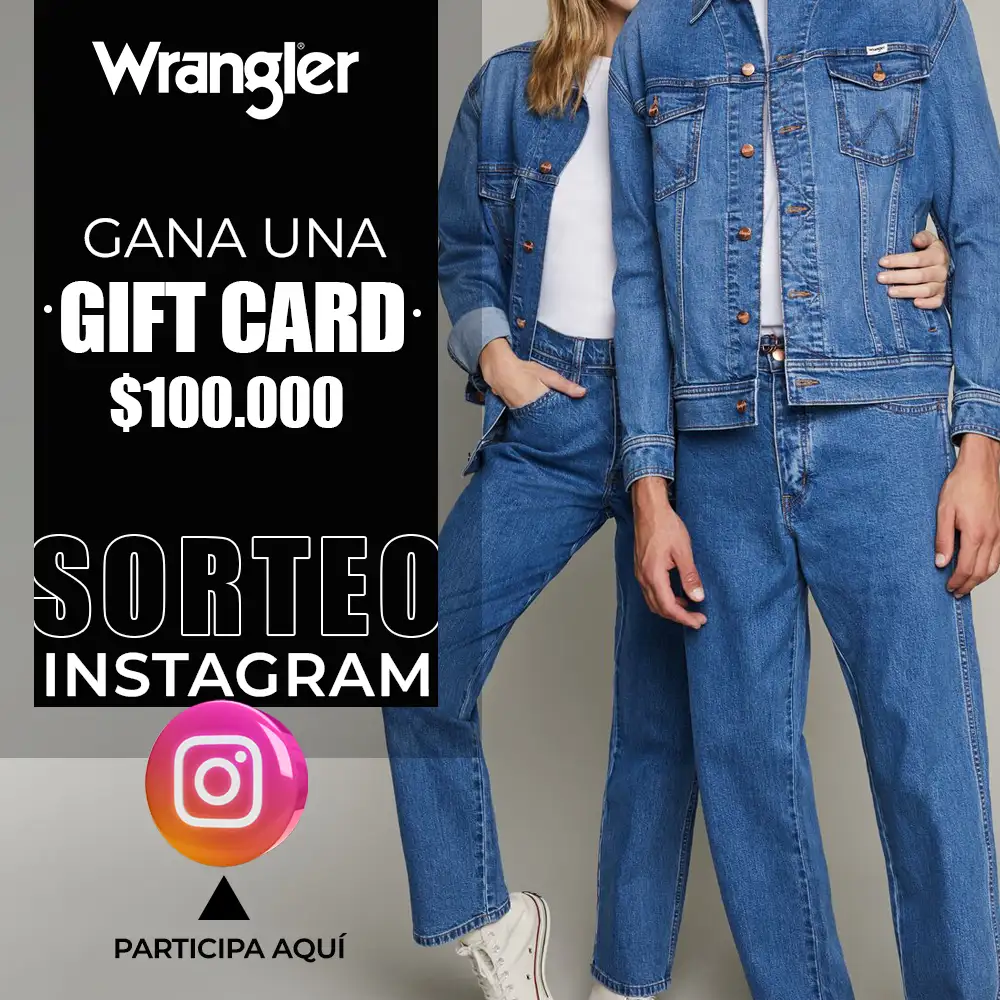 Wrangler®
GANA UNA
·GIFT CARD·
$100.000
SORTEO
INSTAGRAM
PARTICIPA AQUÍ